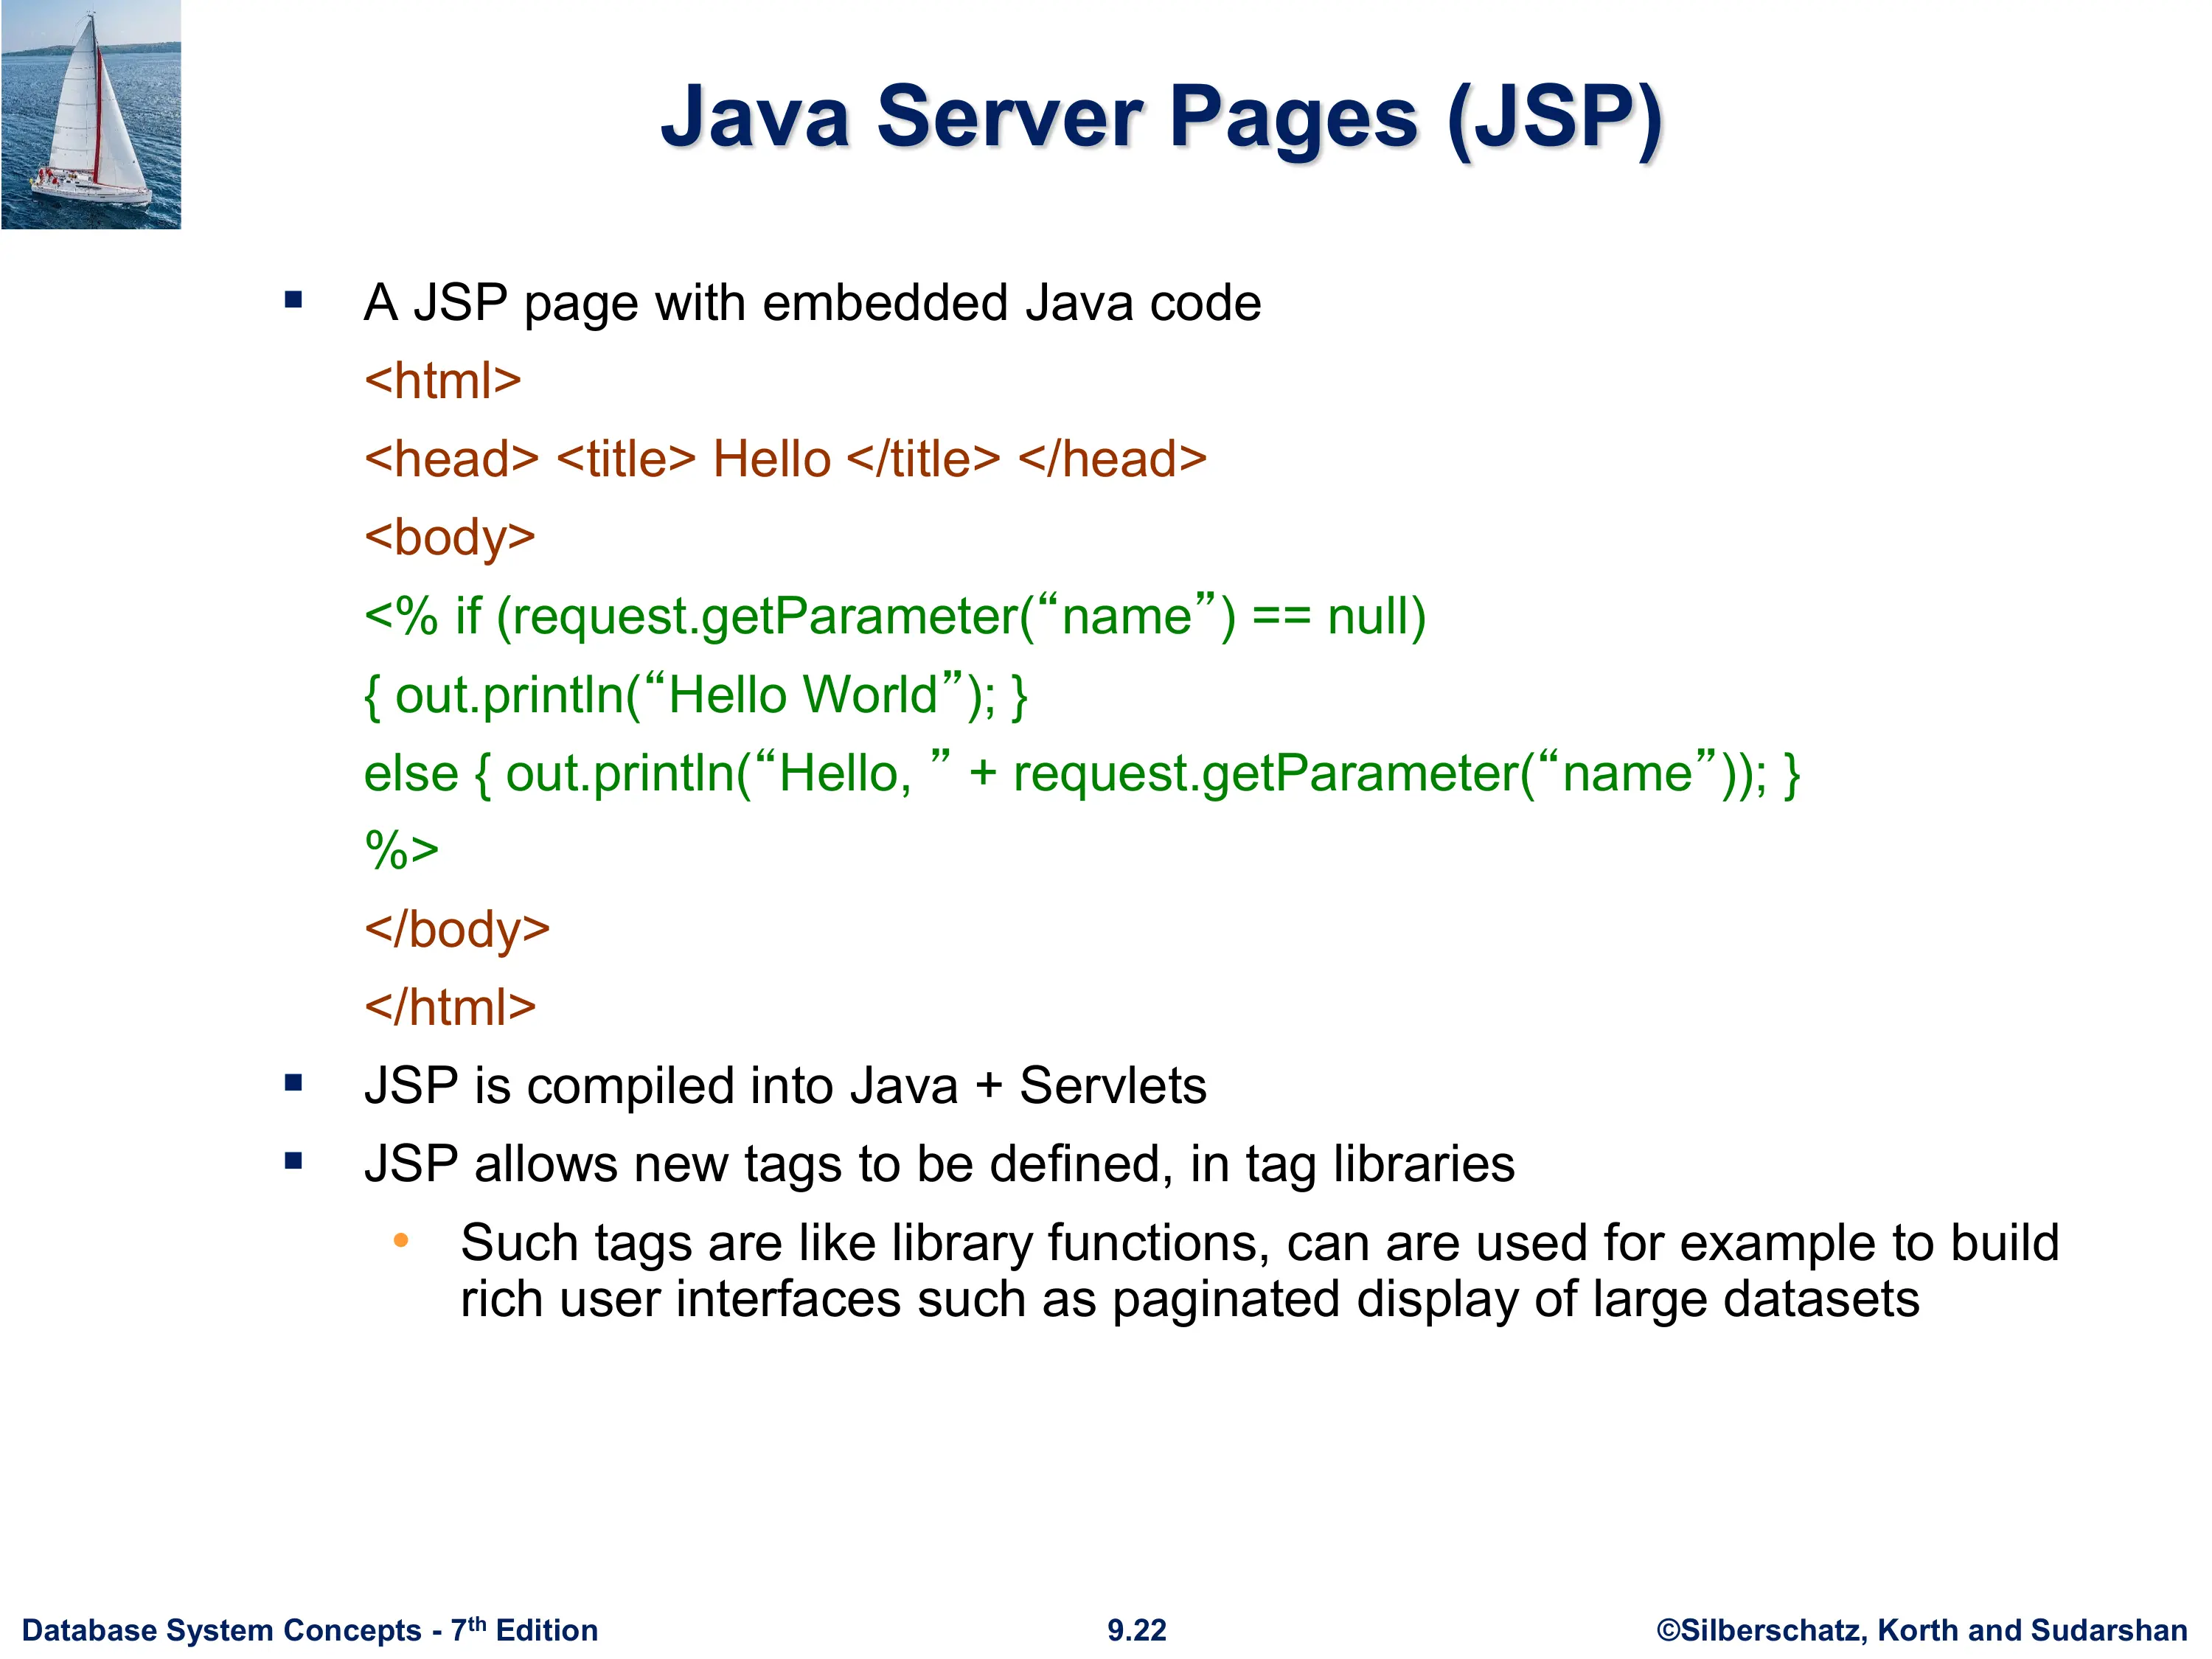 Java Server Pages (JSP)
▪ A JSP page with embedded Java code
<html>
<head> <title> Hello </title> </head>
<body>
<% if (request.getParameter(“name”) == null)
{ out.println(“Hello World”); }
else { out.println(“Hello, ” + request.getParameter(“name”)); }
%>
</body>
</html>
▪ JSP is compiled into Java + Servlets
▪ JSP allows new tags to be defined, in tag libraries
• Such tags are like library functions, can are used for example to build
rich user interfaces such as paginated display of large datasets
Database System Concepts - 7th Edition
9.22
©Silberschatz, Korth and Sudarshan